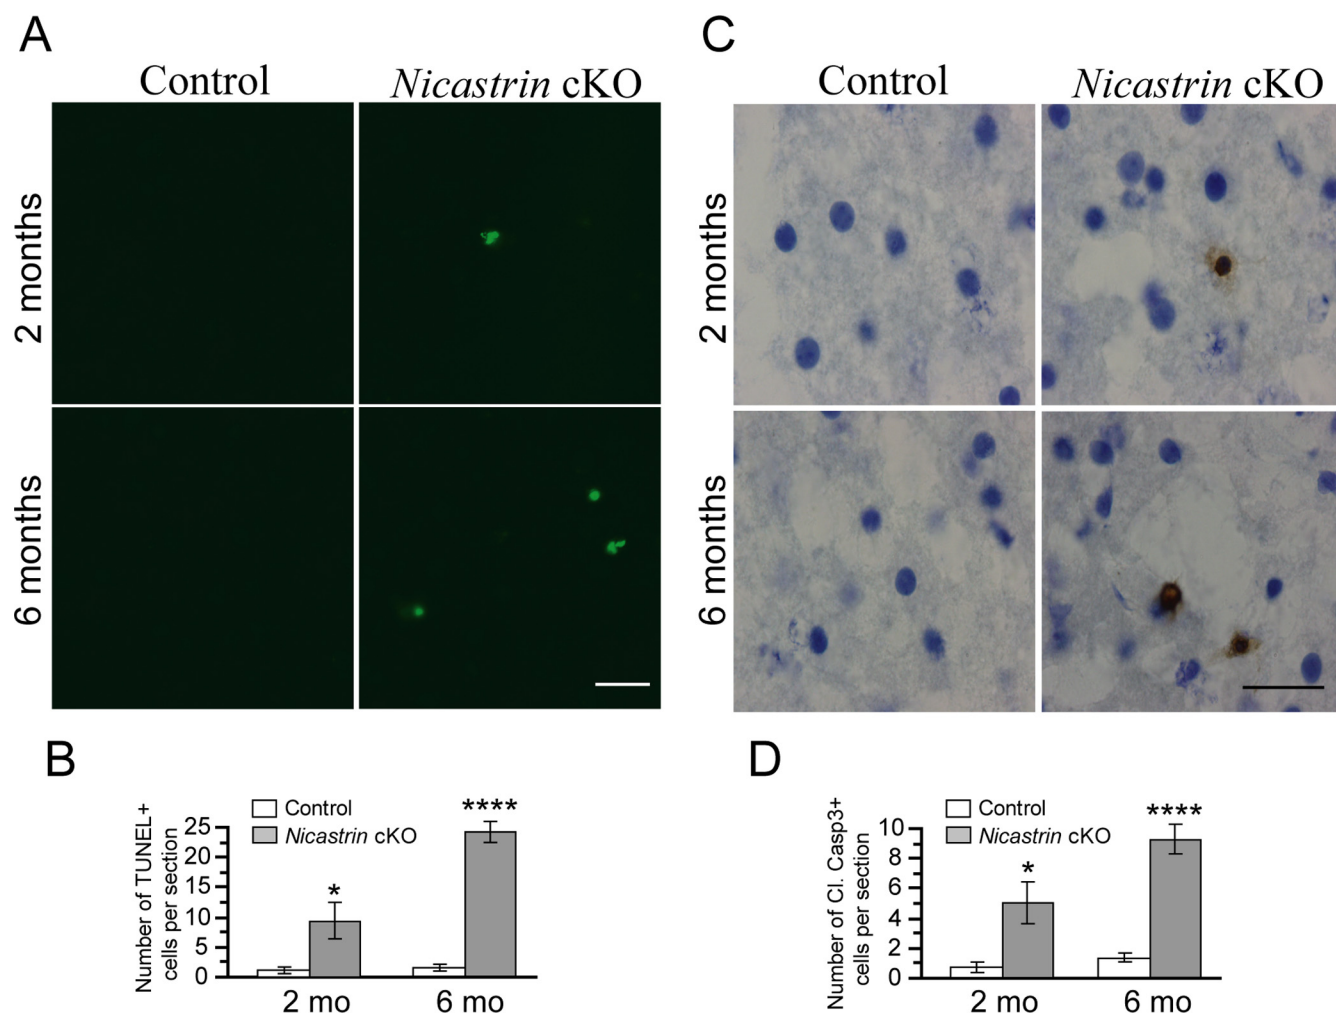 A
Control
Nicastrin cKO
2 months
6 months
C
Control
Nicastrin cKO
2 months
6 months
B
Number of TUNEL+
cells per section
Control
Nicastrin cKO
25
20
15
10
5
0
*
****
2 mo
6 mo
D
Number of Cl. Casp3+
cells per section
Control
Nicastrin cKO
10
8
6
4
2
0
*
****
2 mo
6 mo